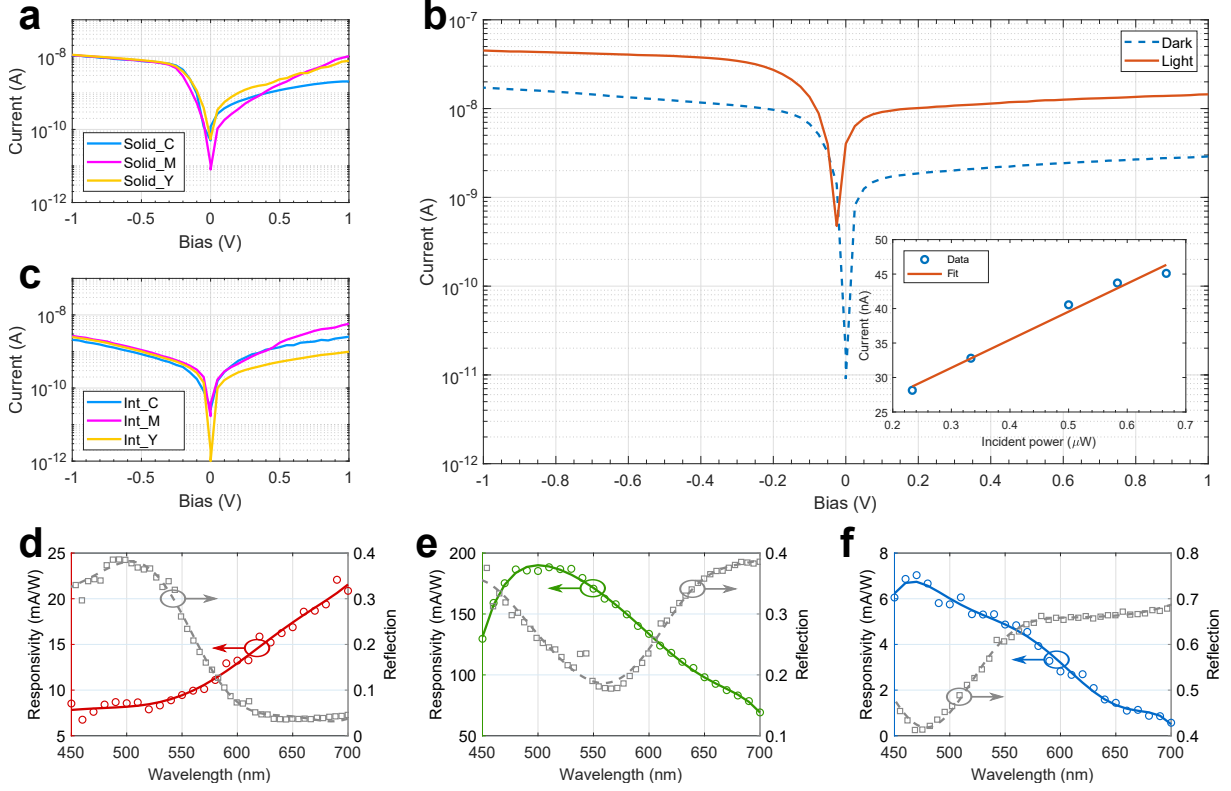 a
10⁻⁸
10⁻¹⁰
10⁻¹²
Current (A)
Solid_C
Solid_M
Solid_Y
-1 -0.5 0 0.5 1
Bias (V)
b
10⁻⁷
10⁻⁸
10⁻⁹
10⁻¹⁰
10⁻¹¹
10⁻¹²
Current (A)
Dark
Light
-1 -0.8 -0.6 -0.4 -0.2 0 0.2 0.4 0.6 0.8 1
Bias (V)
50
45
40
35
30
25
Current (nA)
Data
Fit
0.2 0.3 0.4 0.5 0.6 0.7
Incident power (μW)
c
10⁻⁸
10⁻¹⁰
10⁻¹²
Current (A)
Int_C
Int_M
Int_Y
-1 -0.5 0 0.5 1
Bias (V)
d
25
20
15
10
5
Responsivity (mA/W)
0.4
0.3
0.2
0.1
0
Reflection
450 500 550 600 650 700
Wavelength (nm)
e
200
150
100
50
Responsivity (mA/W)
0.4
0.3
0.2
0.1
Reflection
450 500 550 600 650 700
Wavelength (nm)
f
8
6
4
2
0
Responsivity (mA/W)
0.8
0.7
0.6
0.5
0.4
Reflection
450 500 550 600 650 700
Wavelength (nm)